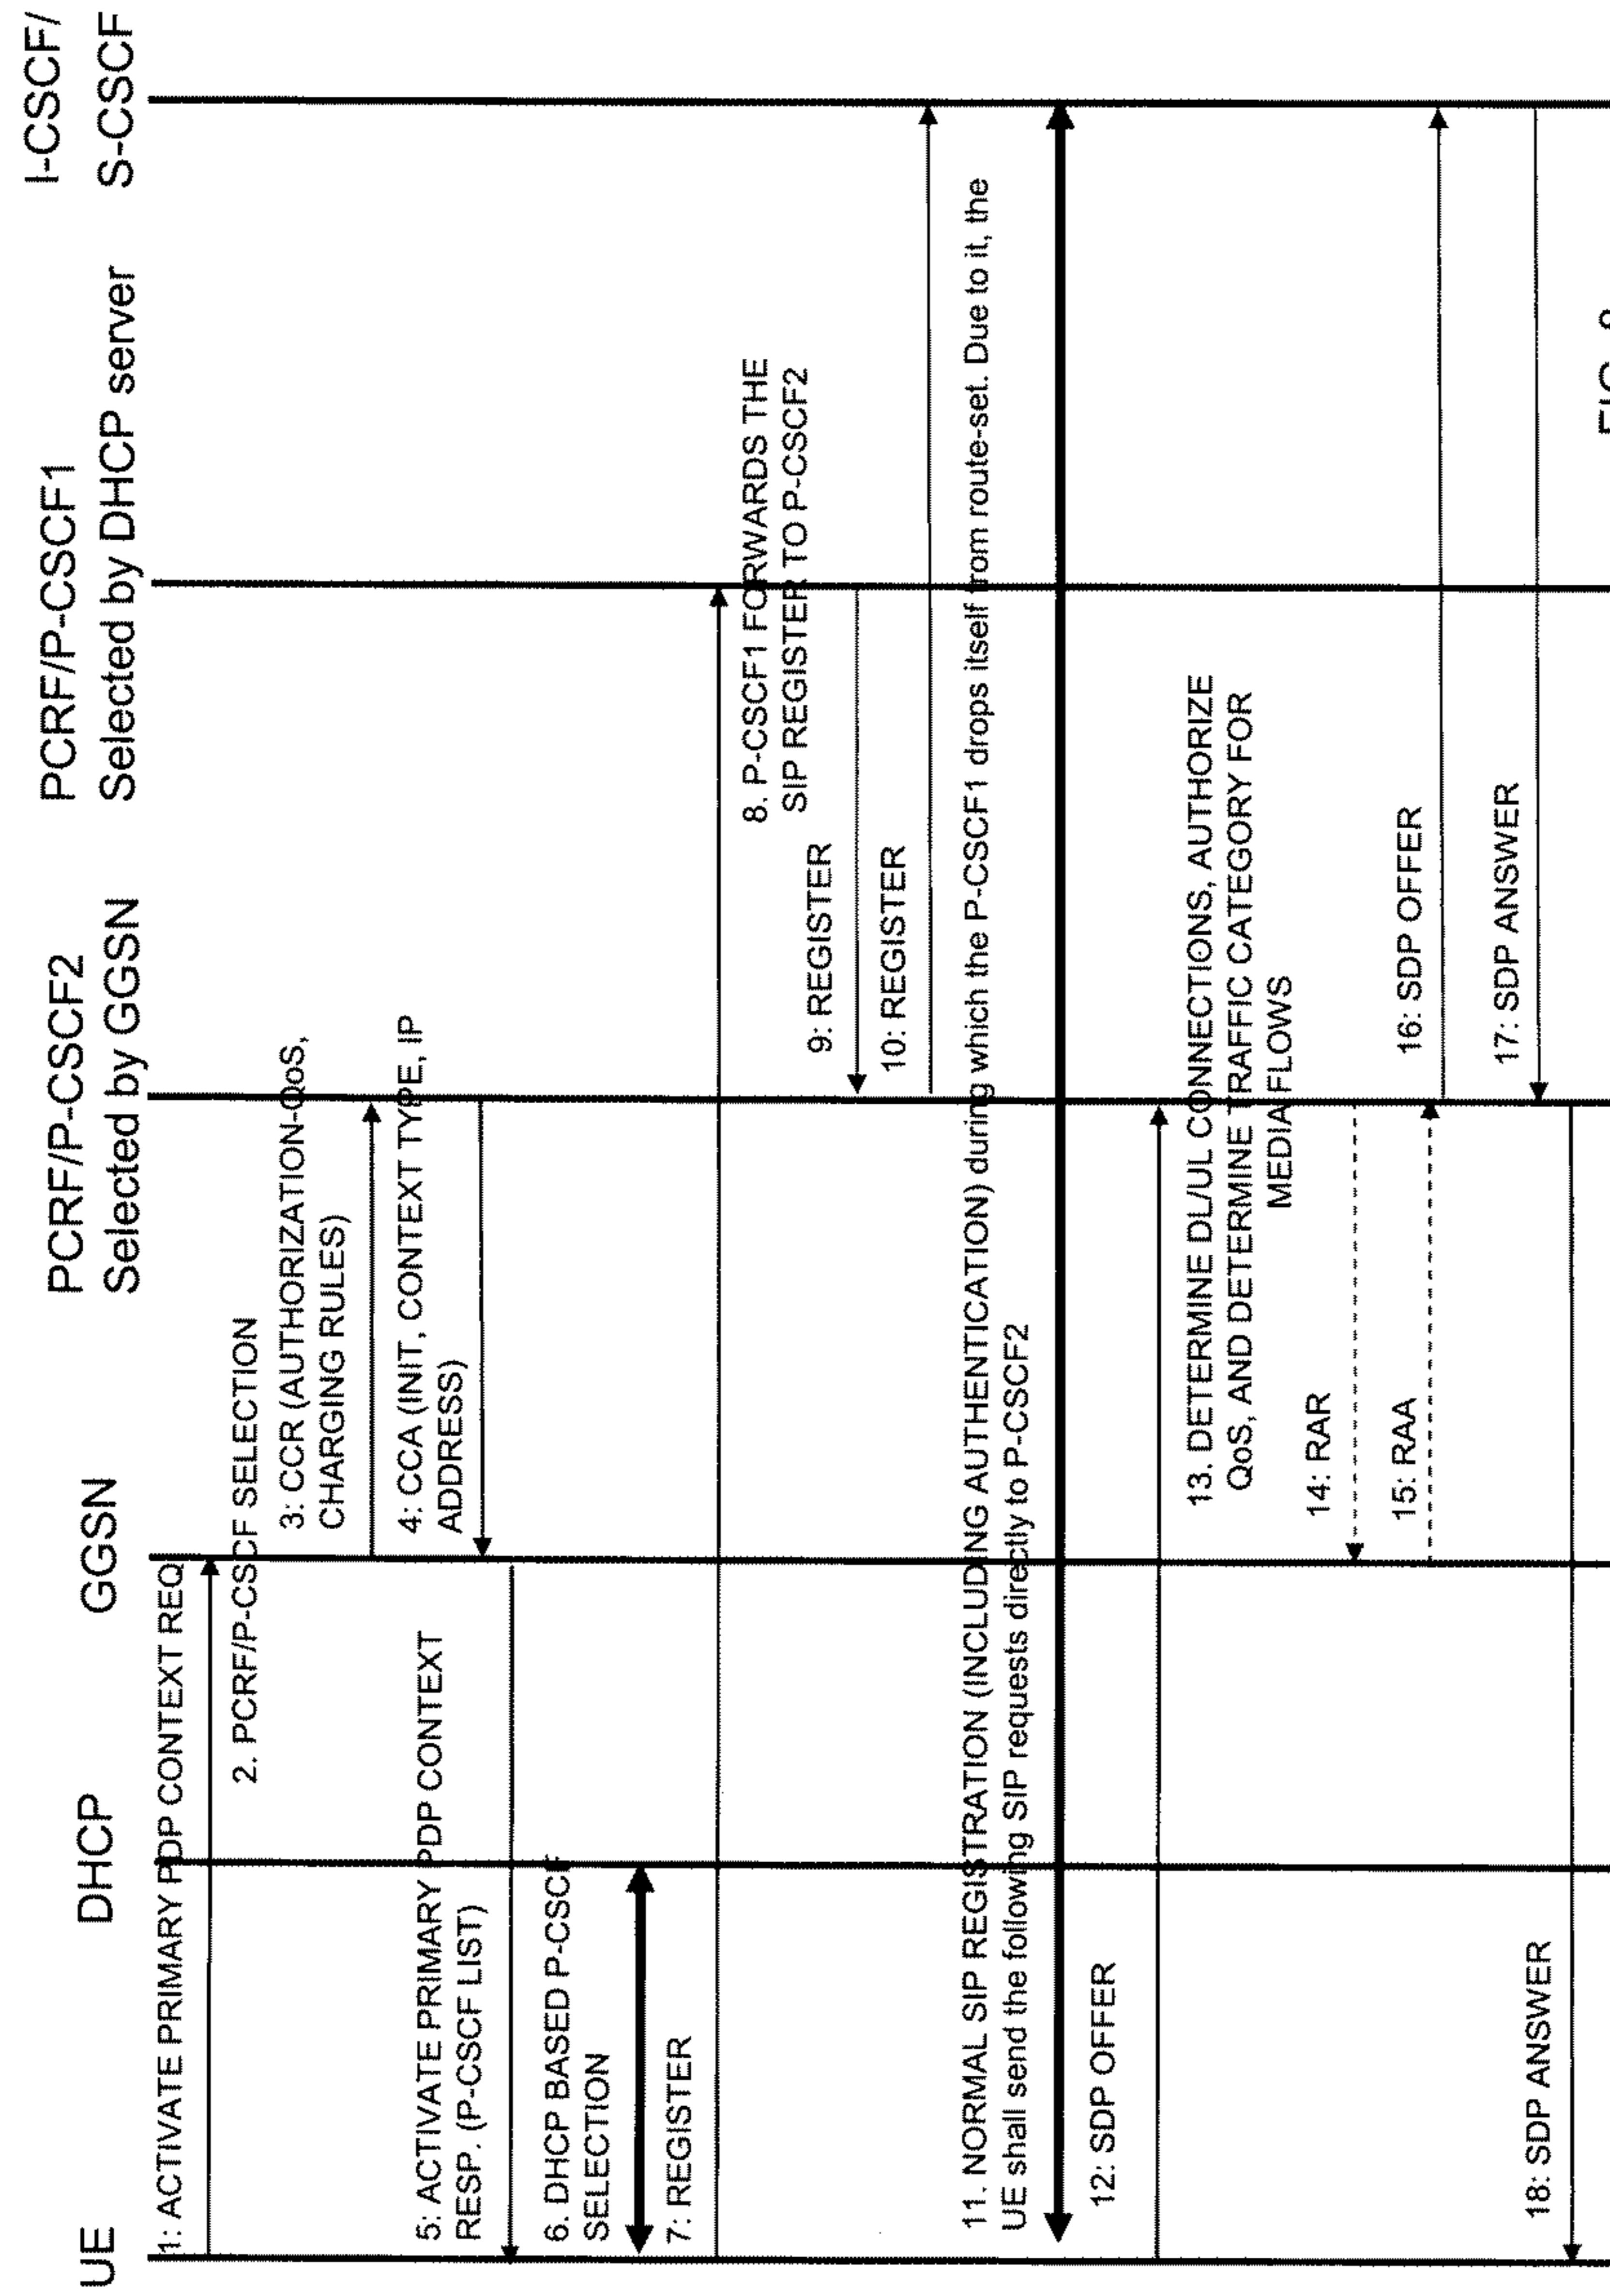 UE
DHCP
GGSN
PCRF/P-CSCF2
Selected by GGSN
PCRF/P-CSCF1
Selected by DHCP server
I-CSCF/
S-CSCF
1: ACTIVATE PRIMARY PDP CONTEXT REQ
2. PCRF/P-CSCF SELECTION
3: CCR (AUTHORIZATION-QoS,
CHARGING RULES)
4: CCA (INIT, CONTEXT TYPE, IP
ADDRESS)
5: ACTIVATE PRIMARY PDP CONTEXT
RESP. (P-CSCF LIST)
6. DHCP BASED P-CSCF
SELECTION
7: REGISTER
8. P-CSCF1 FORWARDS THE
SIP REGISTER TO P-CSCF2
9: REGISTER
10: REGISTER
11. NORMAL SIP REGISTRATION (INCLUDING AUTHENTICATION) during which the P-CSCF1 drops itself from route-set. Due to it, the
UE shall send the following SIP requests directly to P-CSCF2
12: SDP OFFER
13. DETERMINE DL/UL CONNECTIONS, AUTHORIZE
QoS, AND DETERMINE TRAFFIC CATEGORY FOR
MEDIA FLOWS
14: RAR
15: RAA
16: SDP OFFER
17: SDP ANSWER
18: SDP ANSWER